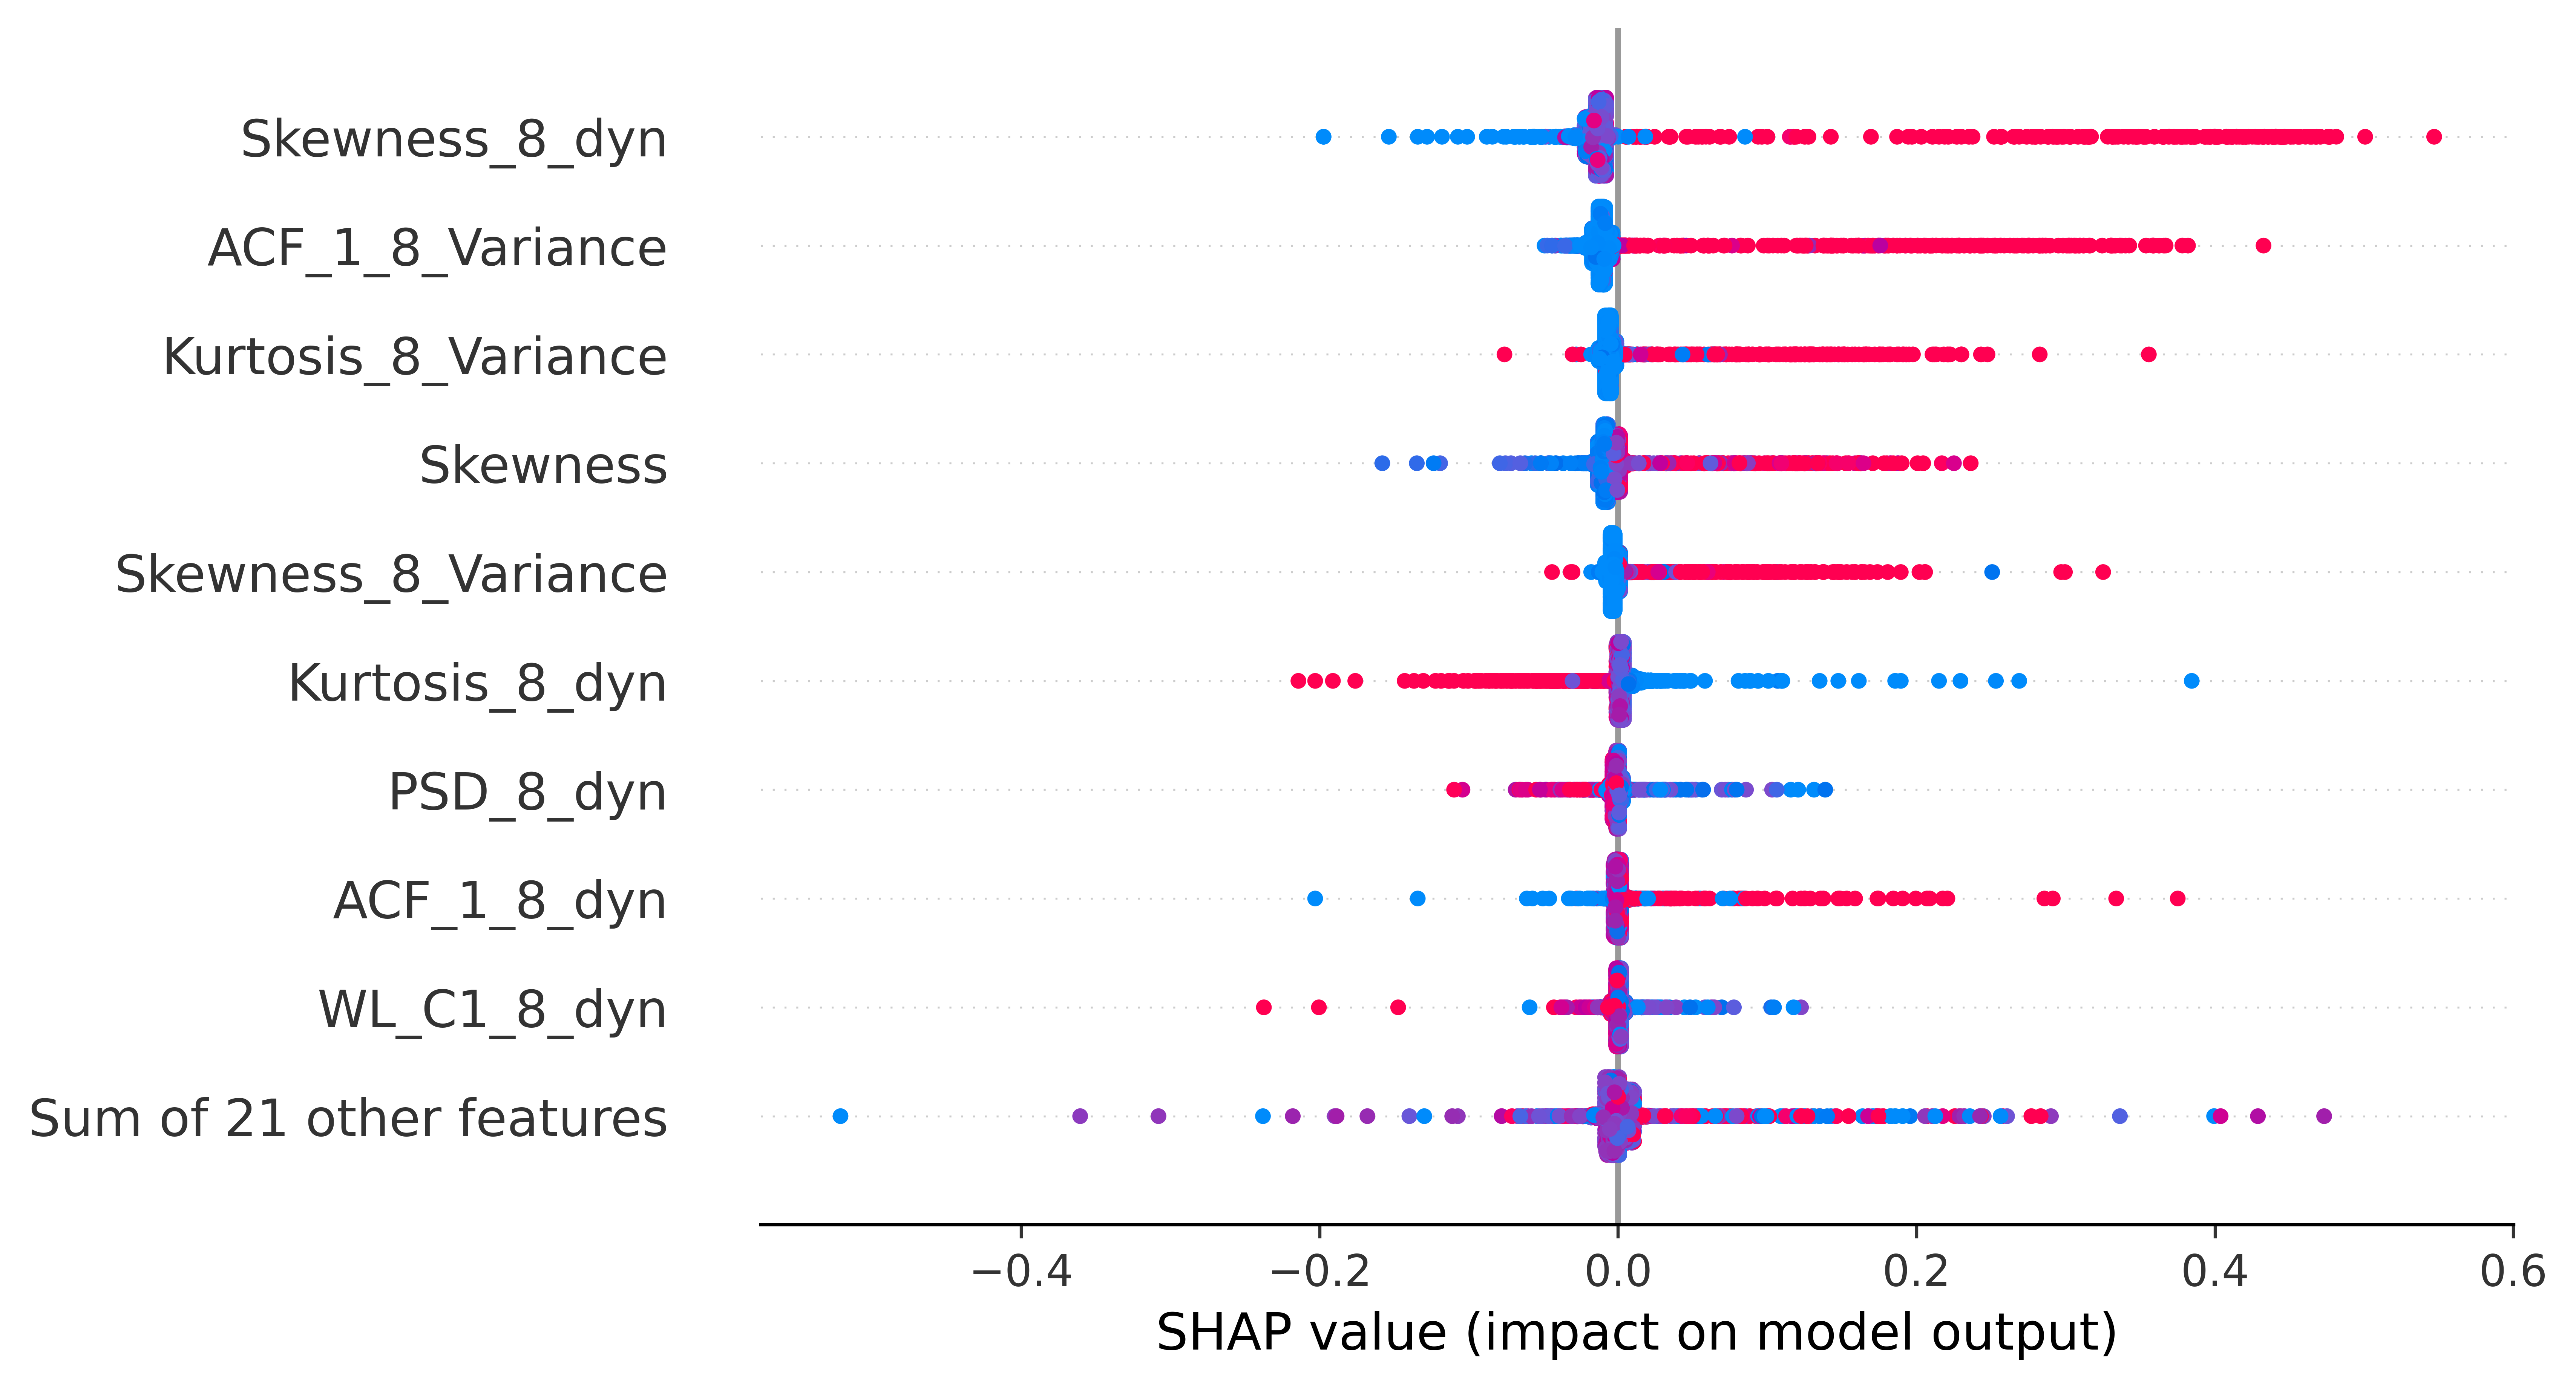 Skewness_8_dyn
ACF_1_8_Variance
Kurtosis_8_Variance
Skewness
Skewness_8_Variance
Kurtosis_8_dyn
PSD_8_dyn
ACF_1_8_dyn
WL_C1_8_dyn
Sum of 21 other features
−0.4 −0.2 0.0 0.2 0.4 0.6
SHAP value (impact on model output)